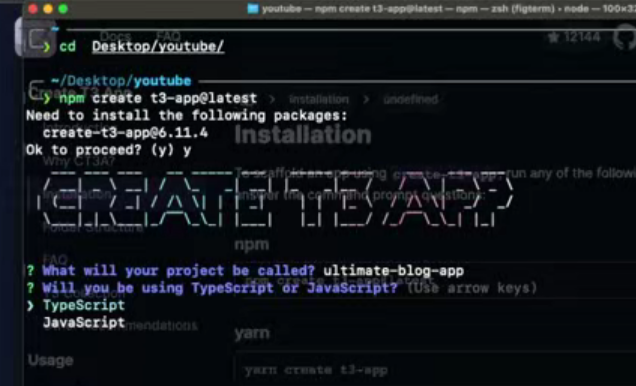 youtube — npm create t3-app@latest — npm — zsh (figterm) • node — 100×32
~
Docs FAQ
12144
❯ cd Desktop/youtube/
~/Desktop/youtube
Create T3 App
❯ npm create t3-app@latest
Installation > undefined
Need to install the following packages:
create-t3-app@6.11.4
Installation
Ok to proceed? (y) y
Why CT3A?
To scaffold an app using create-t3-app, run any of the
answer the command prompt questions:
CREATE T3 APP
Folder Structure
npm
FAQ
? What will your project be called? ultimate-blog-app
? Will you be using TypeScript or JavaScript? (Use arrow keys)
❯ TypeScript
JavaScript
yarn
Usage
yarn create t3-app